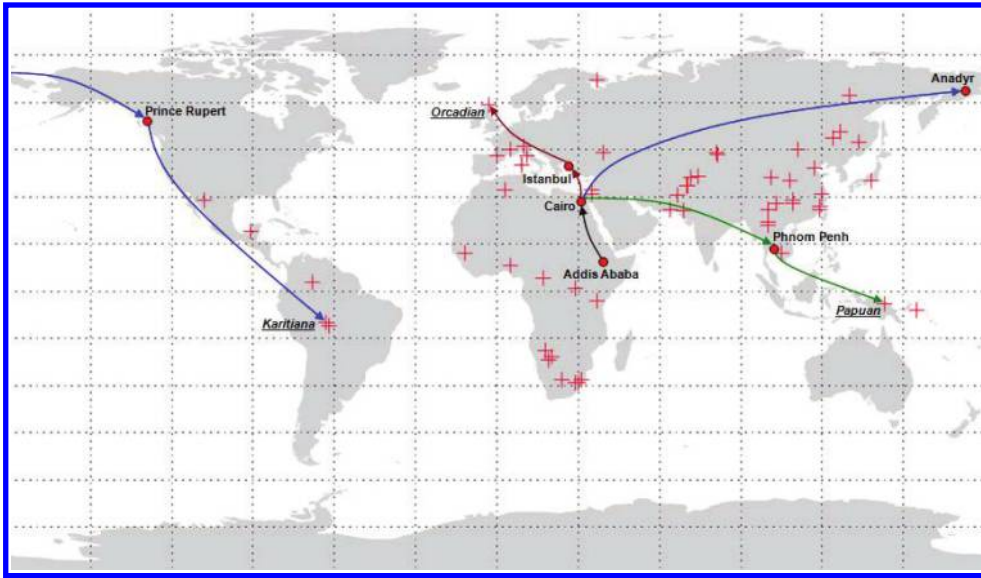 Anadyr
Prince Rupert
Orcadian
Istanbul
Cairo
Phnom Penh
Addis Ababa
Papuan
Karitiana